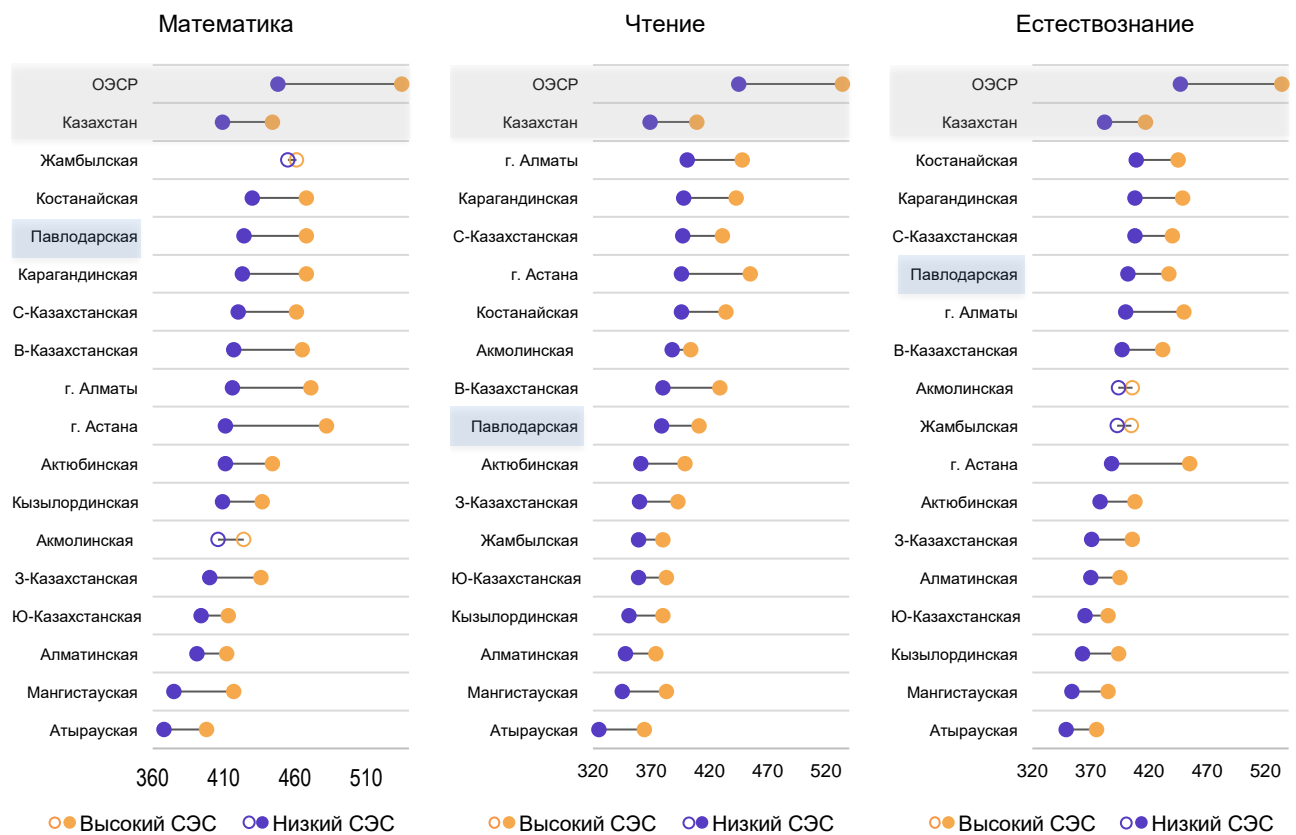 Математика
ОЭСР
Казахстан
Жамбылская
Костанайская
Павлодарская
Карагандинская
С-Казахстанская
В-Казахстанская
г. Алматы
г. Астана
Актюбинская
Кызылординская
Акмолинская
З-Казахстанская
Ю-Казахстанская
Алматинская
Мангистауская
Атырауская
360 410 460 510
Высокий СЭС Низкий СЭС
Чтение
ОЭСР
Казахстан
г. Алматы
Карагандинская
С-Казахстанская
г. Астана
Костанайская
Акмолинская
В-Казахстанская
Павлодарская
Актюбинская
З-Казахстанская
Жамбылская
Ю-Казахстанская
Кызылординская
Алматинская
Мангистауская
Атырауская
320 370 420 470 520
Высокий СЭС Низкий СЭС
Естествознание
ОЭСР
Казахстан
Костанайская
Карагандинская
С-Казахстанская
Павлодарская
г. Алматы
В-Казахстанская
Акмолинская
Жамбылская
г. Астана
Актюбинская
З-Казахстанская
Алматинская
Ю-Казахстанская
Кызылординская
Мангистауская
Атырауская
320 370 420 470 520
Высокий СЭС Низкий СЭС